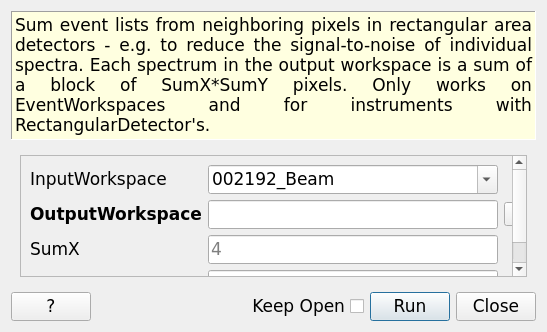 Sum event lists from neighboring pixels in rectangular area
detectors - e.g. to reduce the signal-to-noise of individual
spectra. Each spectrum in the output workspace is a sum of
a block of SumX*SumY pixels. Only works on
EventWorkspaces and for instruments with
RectangularDetector's.
InputWorkspace 002192_Beam
OutputWorkspace
SumX 4
? Keep Open Run Close